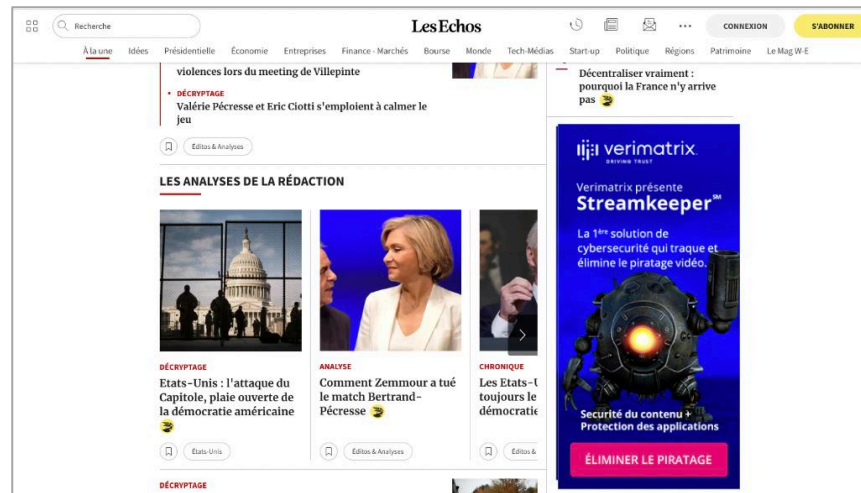 Recherche
Les Echos
CONNEXION
S'ABONNER
À la une
Idées
Présidentielle
Économie
Entreprises
Finance - Marchés
Bourse
Monde
Tech-Médias
Start-up
Politique
Régions
Patrimoine
Le Mag W-E
violences lors du meeting de Villepinte
DÉCRYPTAGE
Valérie Pécresse et Eric Ciotti s'emploient à calmer le
jeu
Éditos & Analyses
LES ANALYSES DE LA RÉDACTION
DÉCRYPTAGE
Etats-Unis : l'attaque du
Capitole, plaie ouverte de
la démocratie américaine
États-Unis
ANALYSE
Comment Zemmour a tué
le match Bertrand-
Pécresse
Éditos & Analyses
CHRONIQUE
Les Etats-U
toujours le
démocratie
Éditos &
DÉCRYPTAGE
Décentraliser vraiment :
pourquoi la France n'y arrive
pas
verimatrix.
DRIVING TRUST
Verimatrix présente
Streamkeeper℠
La 1ère solution de
cybersecurité qui traque et
élimine le piratage vidéo.
Securité du contenu +
Protection des applications
ÉLIMINER LE PIRATAGE